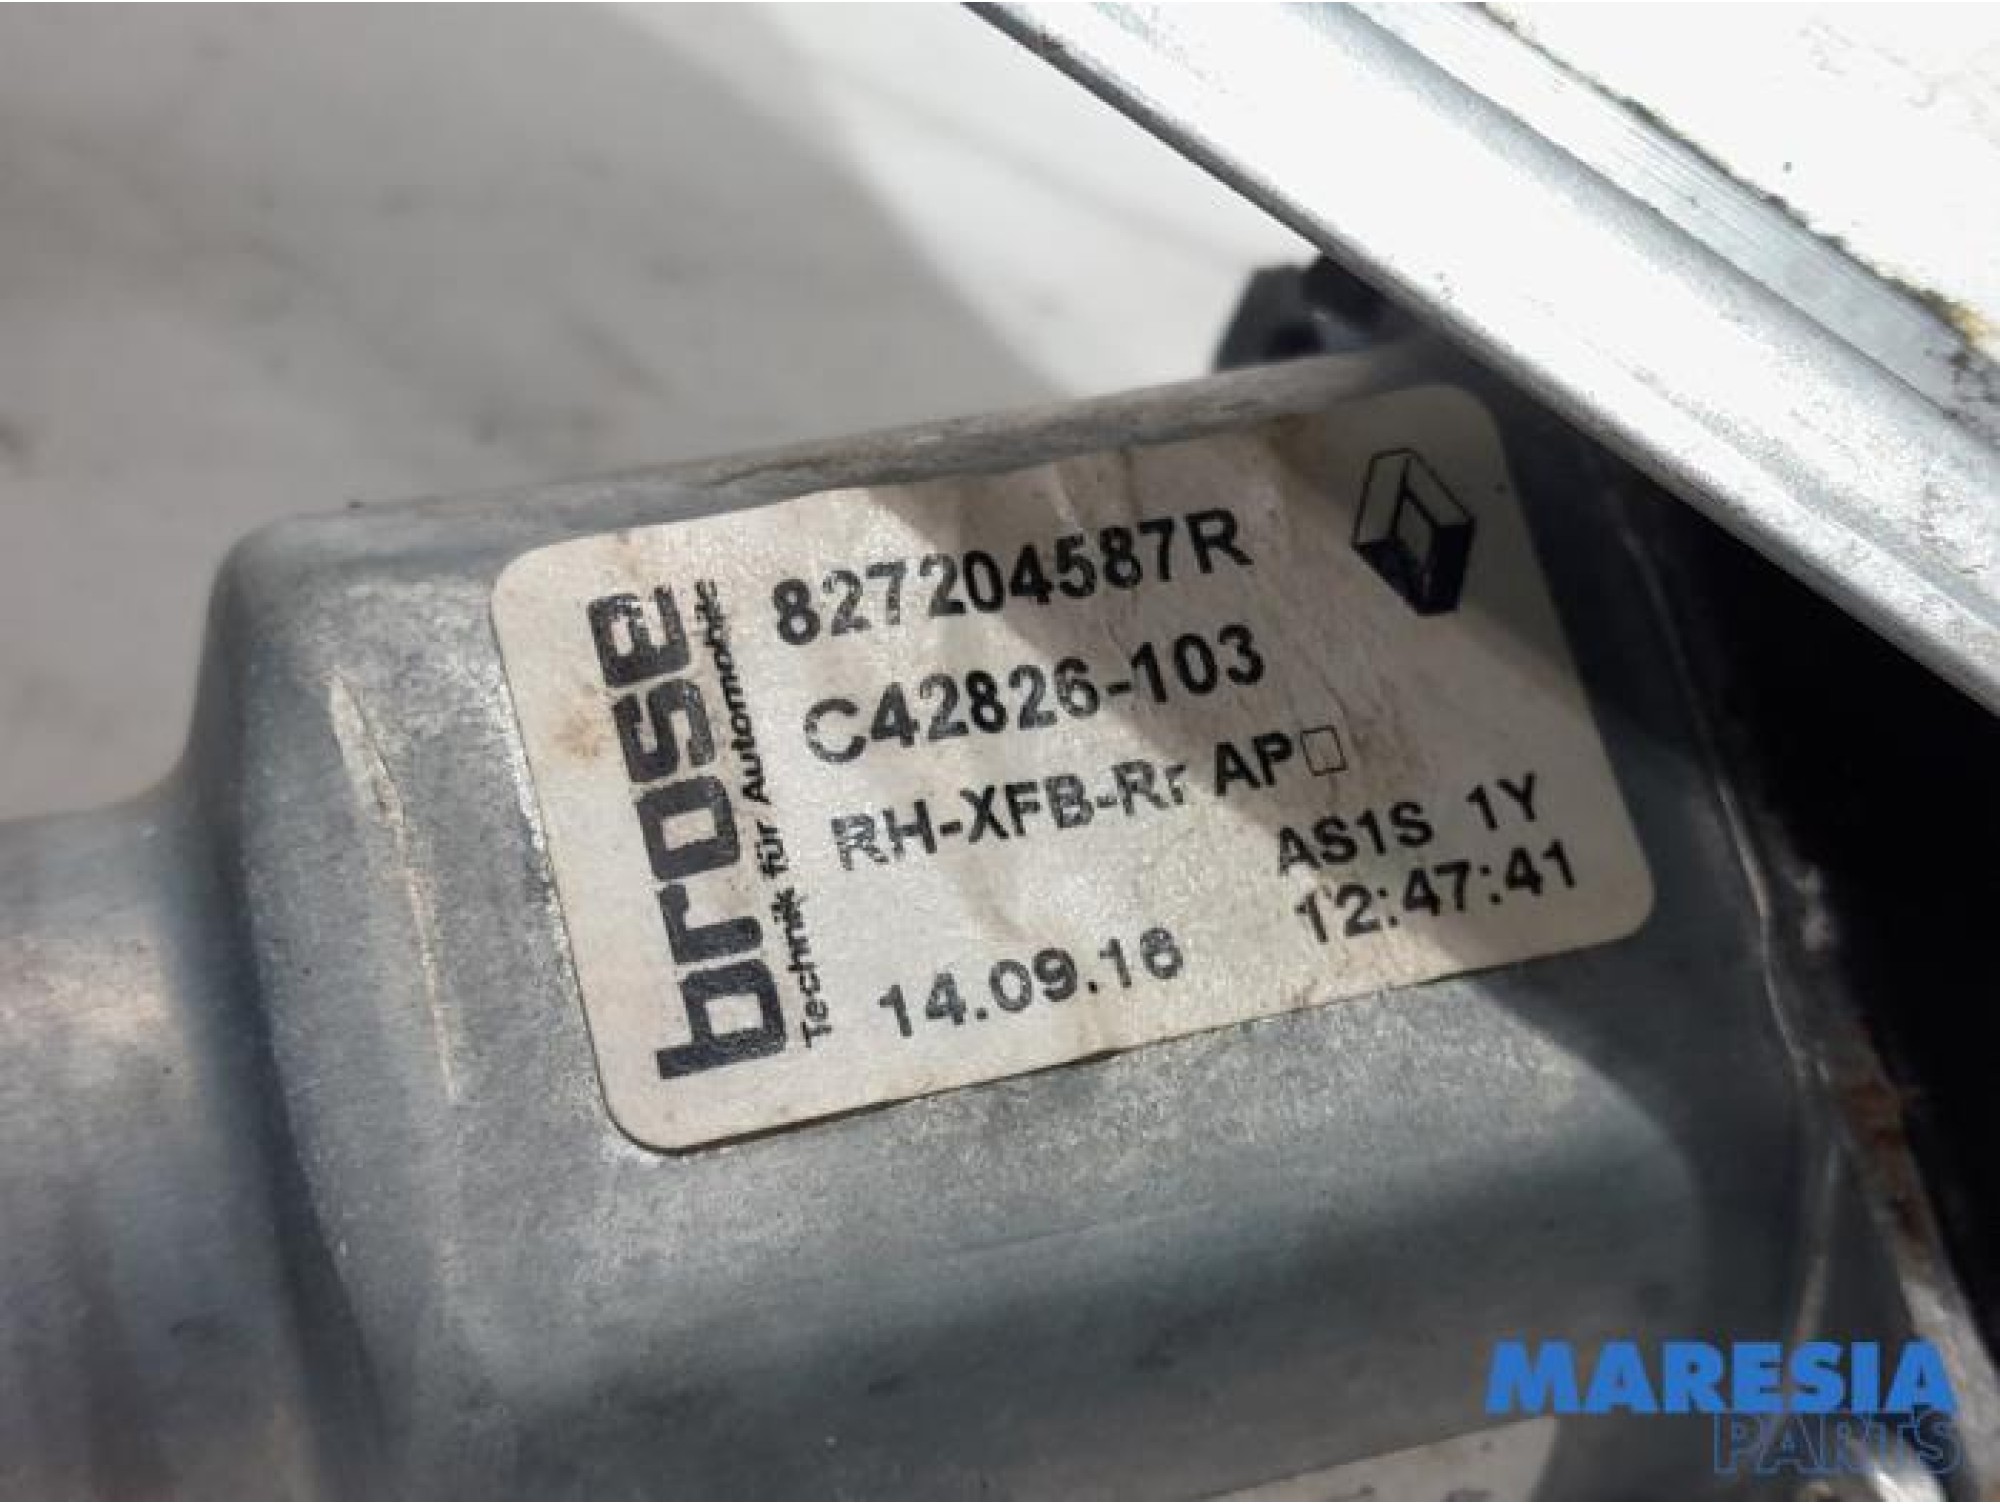 brose
Technik für Automobile
827204587R
C42826-103
RH-XFB-Rr AP□
AS1S 1Y
14.09.16 12:47:41
MARESIA
PARTS